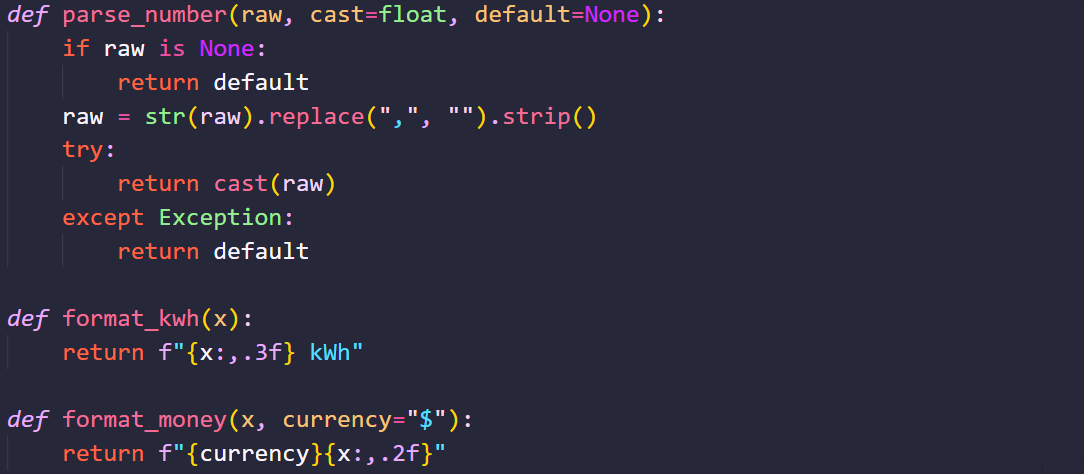 def parse_number(raw, cast=float, default=None):
    if raw is None:
        return default
    raw = str(raw).replace(",", "").strip()
    try:
        return cast(raw)
    except Exception:
        return default

def format_kwh(x):
    return f"{x:,.3f} kWh"

def format_money(x, currency="$"):
    return f"{currency}{x:,.2f}"